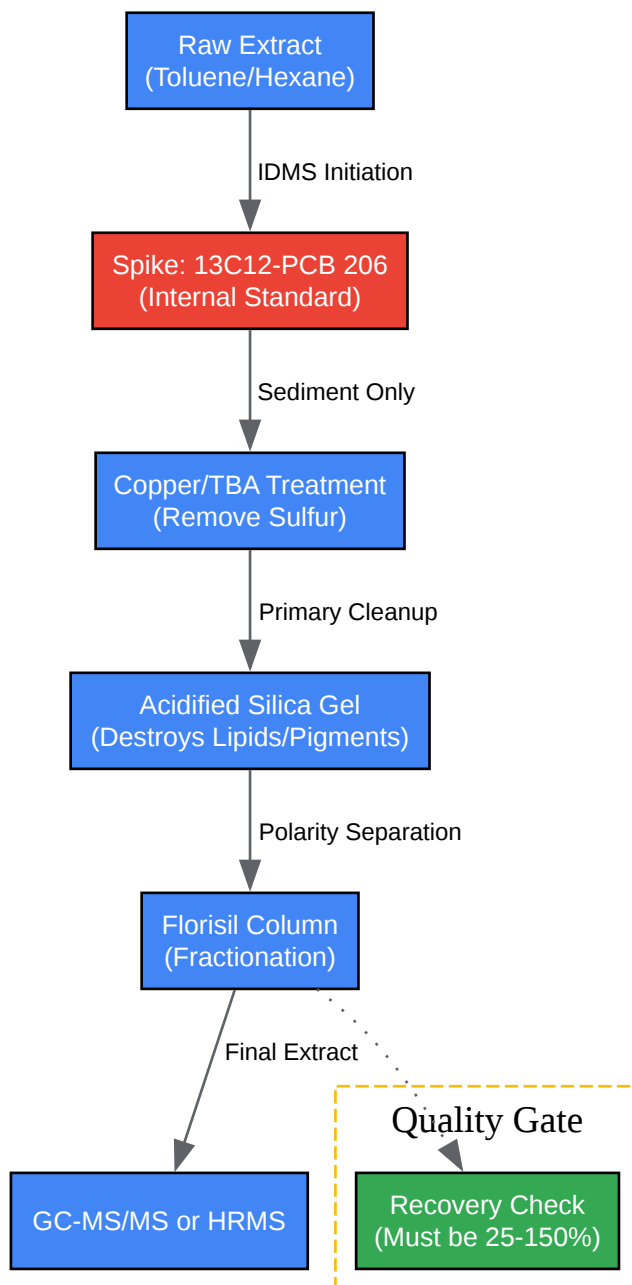 Raw Extract
(Toluene/Hexane)
IDMS Initiation
Spike: 13C12-PCB 206
(Internal Standard)
Sediment Only
Copper/TBA Treatment
(Remove Sulfur)
Primary Cleanup
Acidified Silica Gel
(Destroys Lipids/Pigments)
Polarity Separation
Florisil Column
(Fractionation)
Final Extract
Quality Gate
GC-MS/MS or HRMS
Recovery Check
(Must be 25-150%)